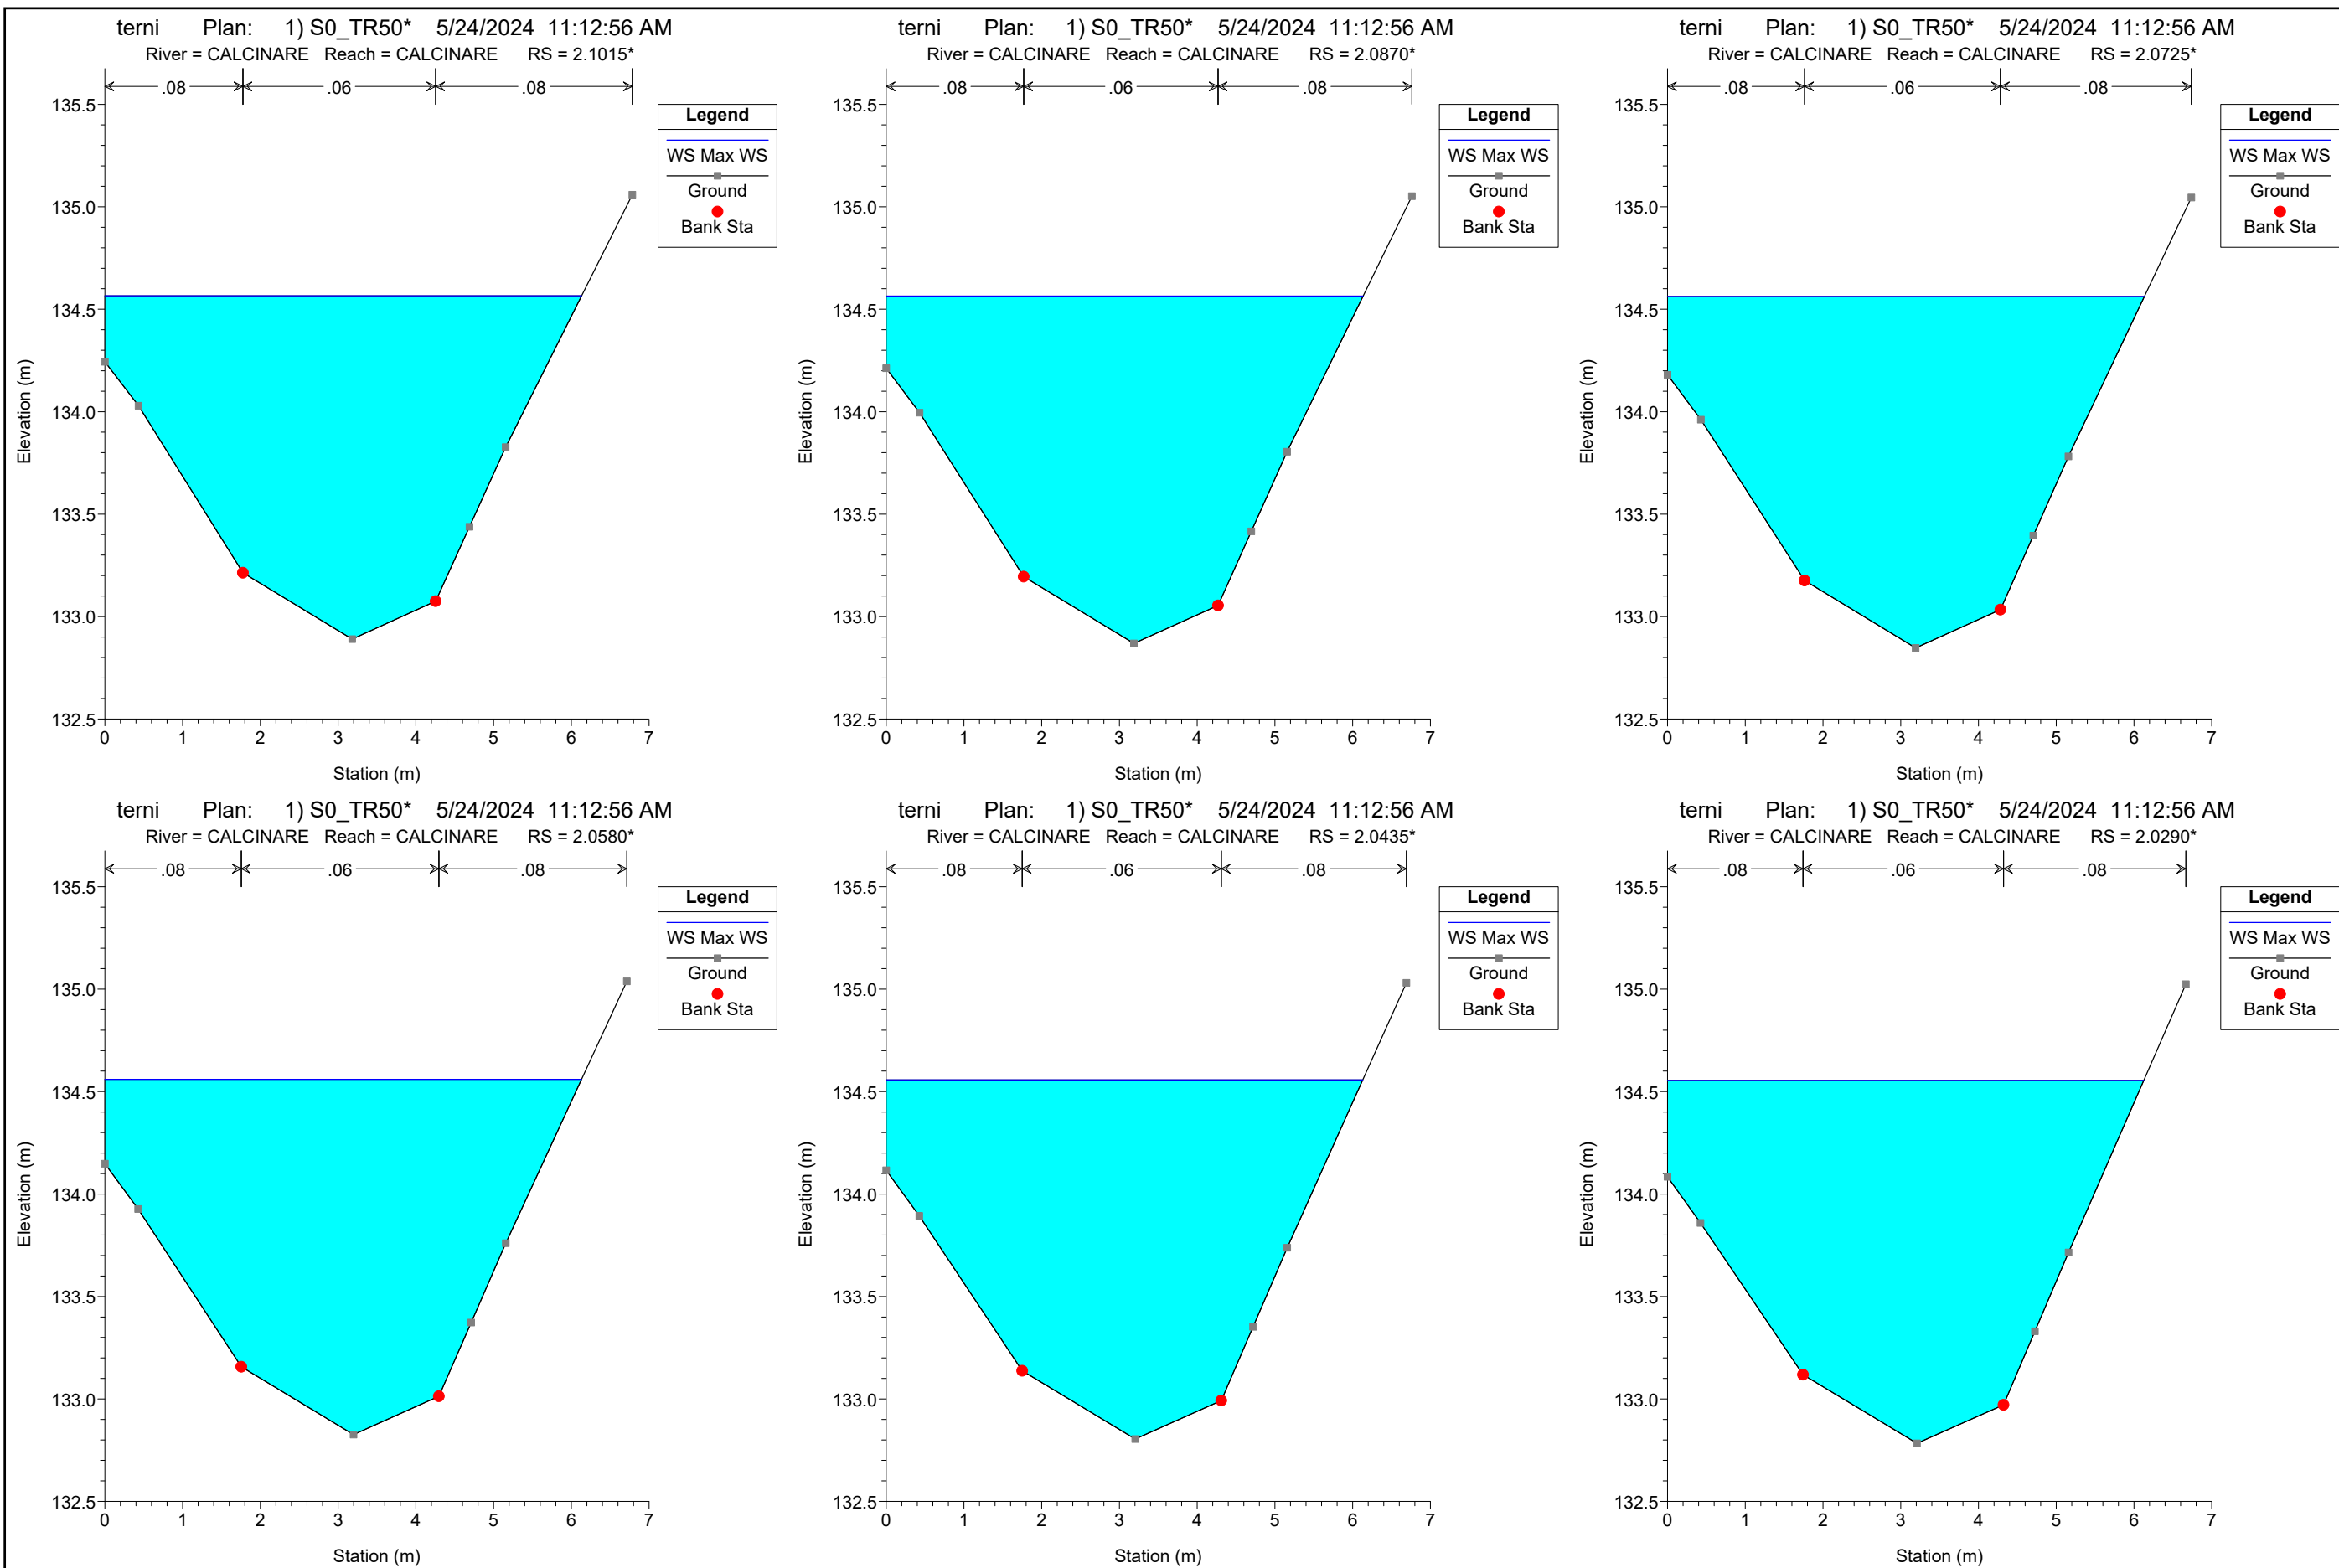 terni Plan: 1) S0_TR50* 5/24/2024 11:12:56 AM
River = CALCINARE Reach = CALCINARE RS = 2.1015*
.08 .06 .08
135.5
135.0
134.5
134.0
133.5
133.0
132.5
Elevation (m)
0 1 2 3 4 5 6 7
Station (m)
Legend
WS Max WS
Ground
Bank Sta
terni Plan: 1) S0_TR50* 5/24/2024 11:12:56 AM
River = CALCINARE Reach = CALCINARE RS = 2.0870*
.08 .06 .08
135.5
135.0
134.5
134.0
133.5
133.0
132.5
Elevation (m)
0 1 2 3 4 5 6 7
Station (m)
Legend
WS Max WS
Ground
Bank Sta
terni Plan: 1) S0_TR50* 5/24/2024 11:12:56 AM
River = CALCINARE Reach = CALCINARE RS = 2.0725*
.08 .06 .08
135.5
135.0
134.5
134.0
133.5
133.0
132.5
Elevation (m)
0 1 2 3 4 5 6 7
Station (m)
Legend
WS Max WS
Ground
Bank Sta
terni Plan: 1) S0_TR50* 5/24/2024 11:12:56 AM
River = CALCINARE Reach = CALCINARE RS = 2.0580*
.08 .06 .08
135.5
135.0
134.5
134.0
133.5
133.0
132.5
Elevation (m)
0 1 2 3 4 5 6 7
Station (m)
Legend
WS Max WS
Ground
Bank Sta
terni Plan: 1) S0_TR50* 5/24/2024 11:12:56 AM
River = CALCINARE Reach = CALCINARE RS = 2.0435*
.08 .06 .08
135.5
135.0
134.5
134.0
133.5
133.0
132.5
Elevation (m)
0 1 2 3 4 5 6 7
Station (m)
Legend
WS Max WS
Ground
Bank Sta
terni Plan: 1) S0_TR50* 5/24/2024 11:12:56 AM
River = CALCINARE Reach = CALCINARE RS = 2.0290*
.08 .06 .08
135.5
135.0
134.5
134.0
133.5
133.0
132.5
Elevation (m)
0 1 2 3 4 5 6 7
Station (m)
Legend
WS Max WS
Ground
Bank Sta